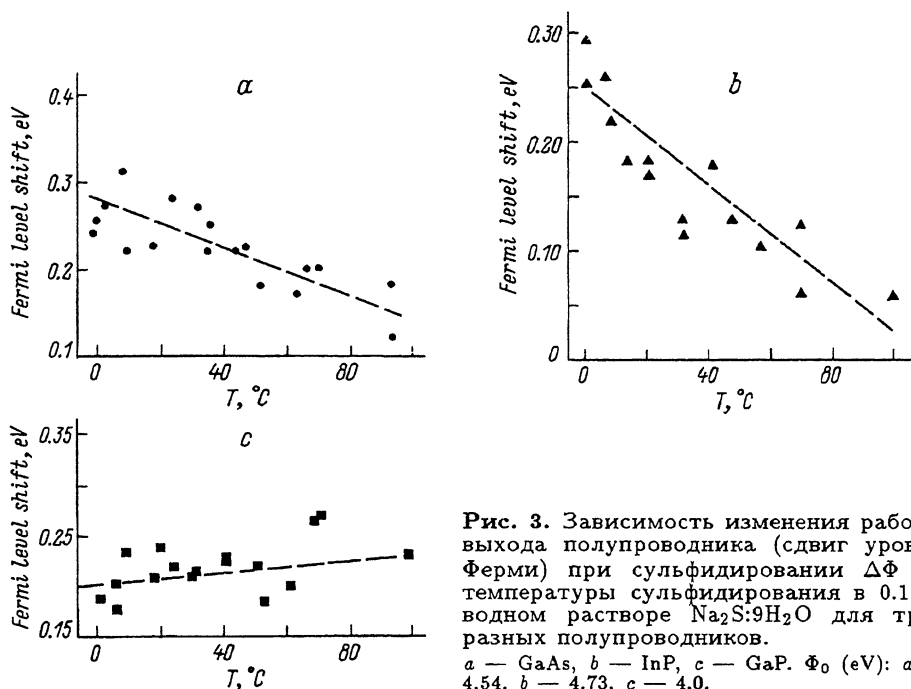 a
Fermi level shift, eV
0.4
0.3
0.2
0.1
0
40
80
T, °C
b
Fermi level shift, eV
0.30
0.20
0.10
0
0
40
80
T, °C
c
Fermi level shift, eV
0.35
0.25
0.15
0
40
80
T, °C
Рис. 3. Зависимость изменения рабо
выхода полупроводника (сдвиг уров
Ферми) при сульфидировании ΔΦ
температуры сульфидирования в 0.1
водном растворе Na₂S:9H₂O для тр
разных полупроводников.
a — GaAs, b — InP, c — GaP. Φ₀ (eV): a
4.54, b — 4.73, c — 4.0.